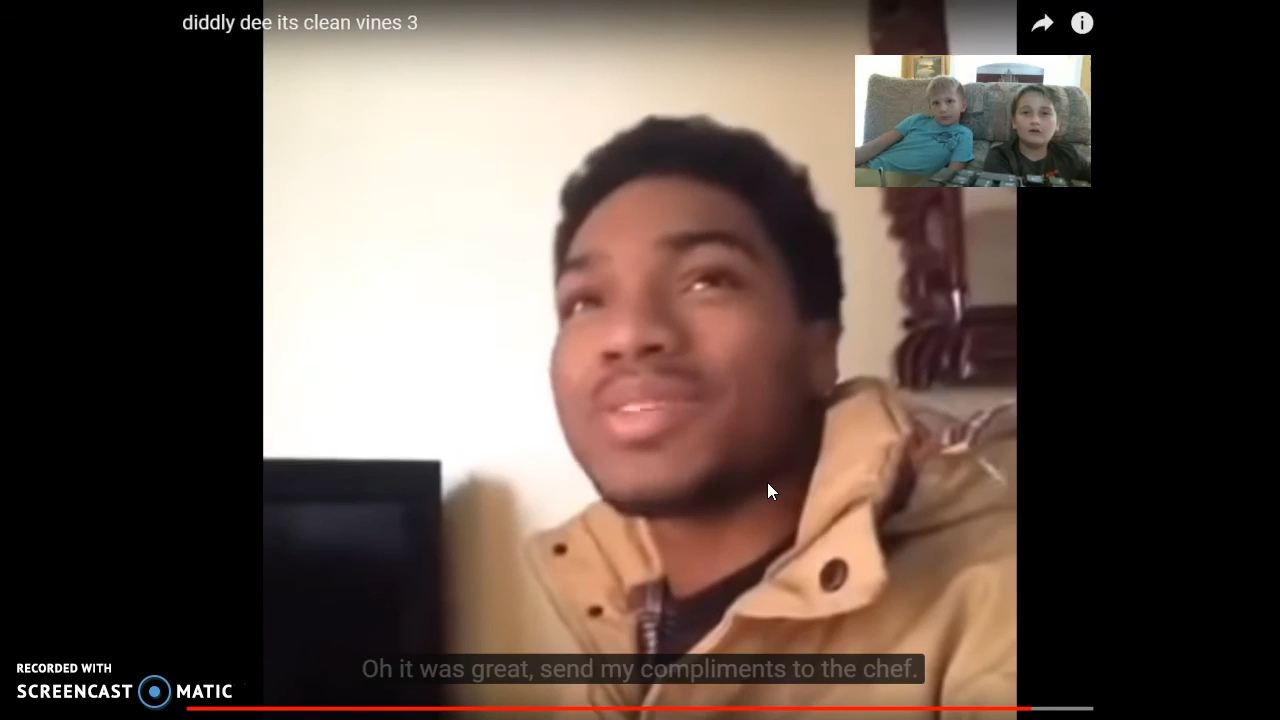 diddly dee its clean vines 3
Oh it was great, send my compliments to the chef.
RECORDED WITH
SCREENCAST MATIC